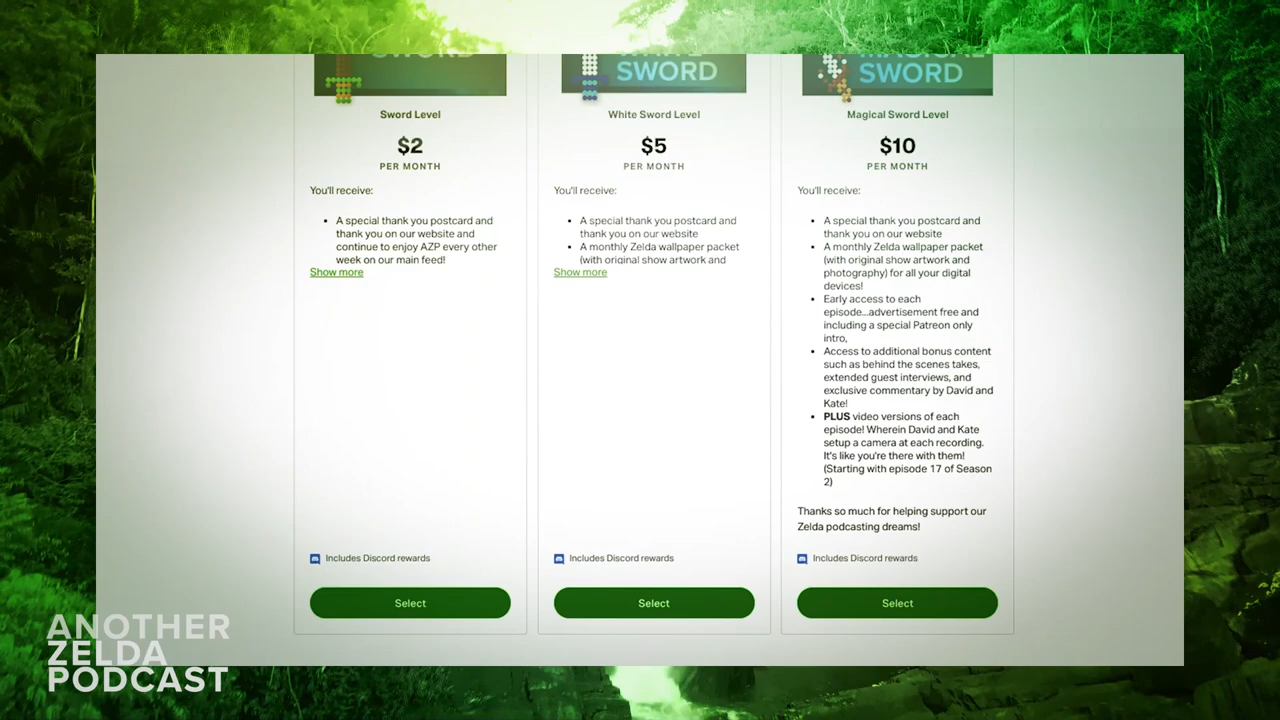 SWORD
SWORD
MAGICAL
SWORD
Sword Level
White Sword Level
Magical Sword Level
$2
$5
$10
PER MONTH
PER MONTH
PER MONTH
You'll receive:
• A special thank you postcard and
thank you on our website and
continue to enjoy AZP every other
week on our main feed!
Show more
You'll receive:
• A special thank you postcard and
thank you on our website
• A monthly Zelda wallpaper packet
(with original show artwork and
Show more
You'll receive:
• A special thank you postcard and
thank you on our website
• A monthly Zelda wallpaper packet
(with original show artwork and
photography) for all your digital
devices!
• Early access to each
episode...advertisement free and
including a special Patreon only
intro,
• Access to additional bonus content
such as behind the scenes takes,
extended guest interviews, and
exclusive commentary by David and
Kate!
• PLUS video versions of each
episode! Wherein David and Kate
setup a camera at each recording.
It's like you're there with them!
(Starting with episode 17 of Season
2)
Thanks so much for helping support our
Zelda podcasting dreams!
Includes Discord rewards
Includes Discord rewards
Includes Discord rewards
Select
Select
Select
ANOTHER
ZELDA
PODCAST